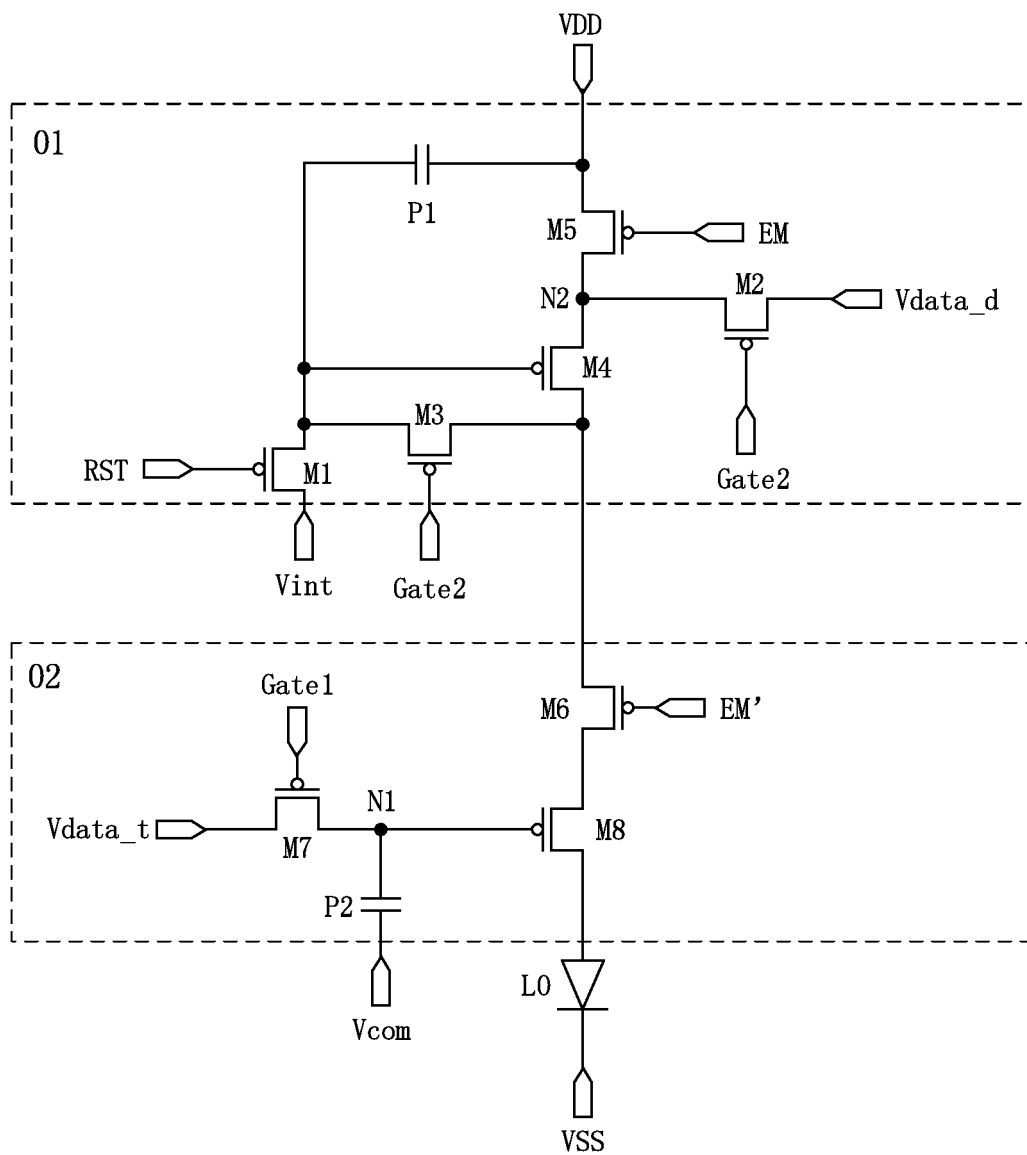 VDD
01
P1
M5
EM
N2
M2
Vdata_d
M4
M3
RST
M1
Gate2
Vint
Gate2
02
Gate1
M6
EM'
Vdata_t
N1
M7
M8
P2
L0
Vcom
VSS